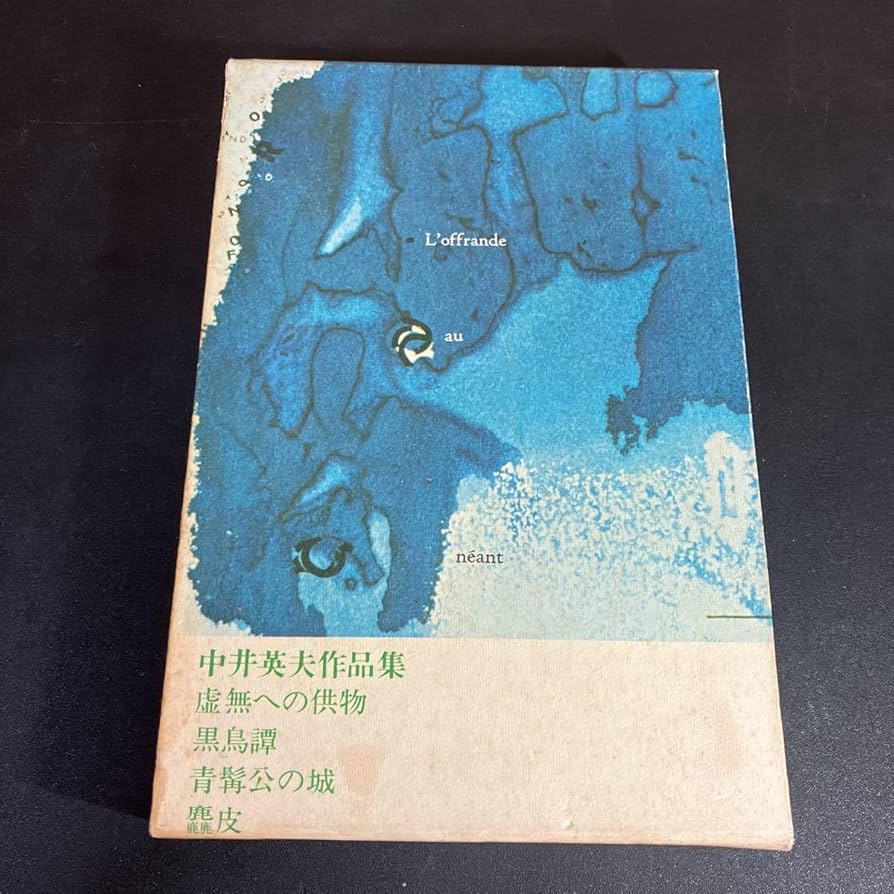 L'offrande
au
néant
中井英夫作品集
虚無への供物
黒鳥譚
青髯公の城
麤皮